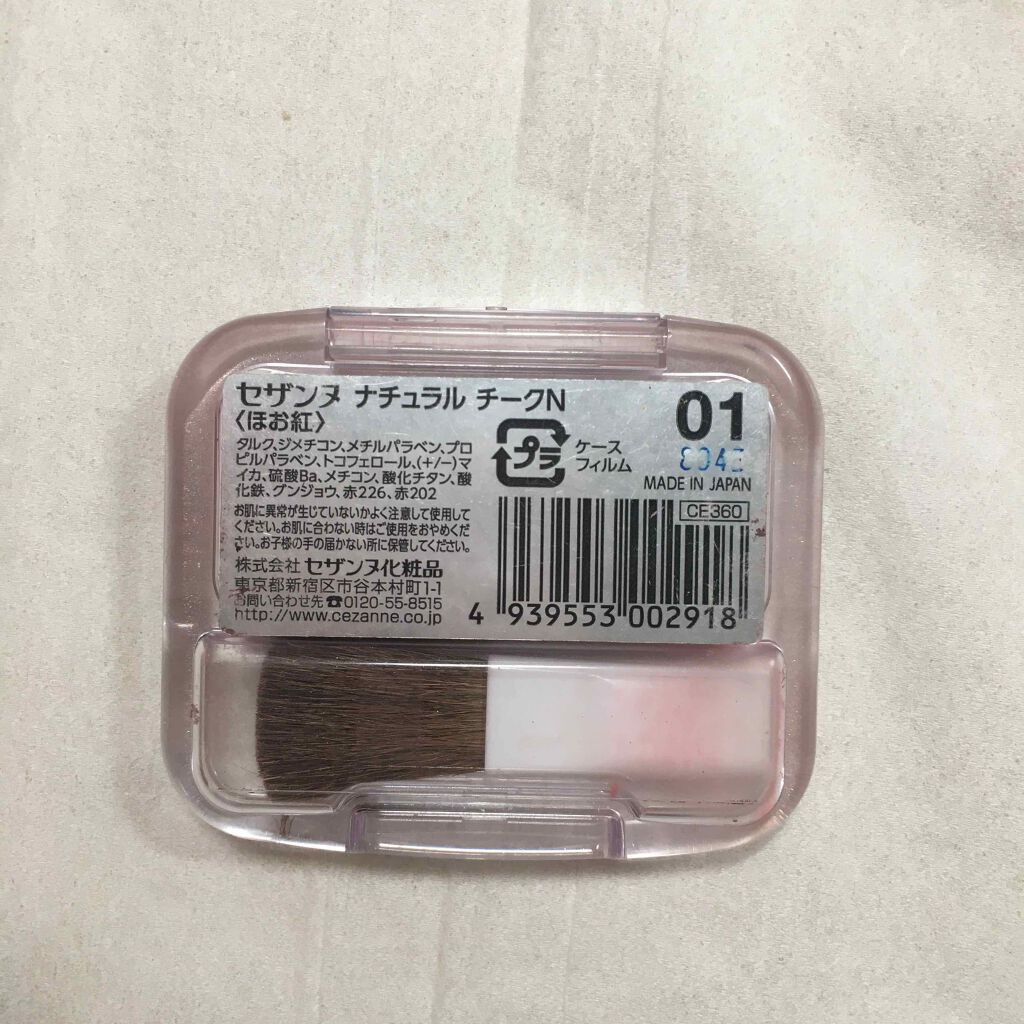 セザンヌ ナチュラル チークN
〈ほお紅〉
タルク、ジメチコン、メチルパラベン、プロ
ピルパラベン、トコフェロール、(+/−)マ
イカ、硫酸Ba、メチコン、酸化チタン、酸
化鉄、グンジョウ、赤226、赤202
お肌に異常が生じていないかよく注意して使用して
ください。お肌に合わない時はご使用をおやめくだ
さい。お子様の手の届かない所に保管してください。
株式会社 セザンヌ化粧品
東京都新宿区市谷本村町1-1
お問い合わせ先☎0120-55-8515
http://www.cezanne.co.jp
プラ
ケース
フィルム
01
MADE IN JAPAN
CE360
4 939553 002918